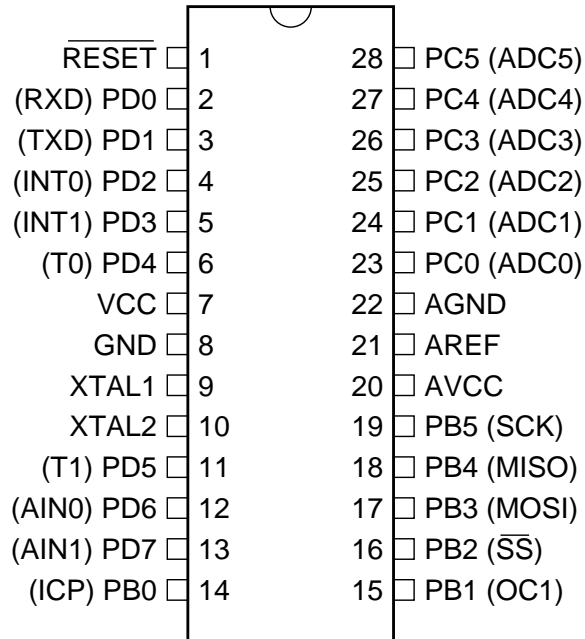 RESET 1 28 PC5 (ADC5)
(RXD) PD0 2 27 PC4 (ADC4)
(TXD) PD1 3 26 PC3 (ADC3)
(INT0) PD2 4 25 PC2 (ADC2)
(INT1) PD3 5 24 PC1 (ADC1)
(T0) PD4 6 23 PC0 (ADC0)
VCC 7 22 AGND
GND 8 21 AREF
XTAL1 9 20 AVCC
XTAL2 10 19 PB5 (SCK)
(T1) PD5 11 18 PB4 (MISO)
(AIN0) PD6 12 17 PB3 (MOSI)
(AIN1) PD7 13 16 PB2 (SS)
(ICP) PB0 14 15 PB1 (OC1)